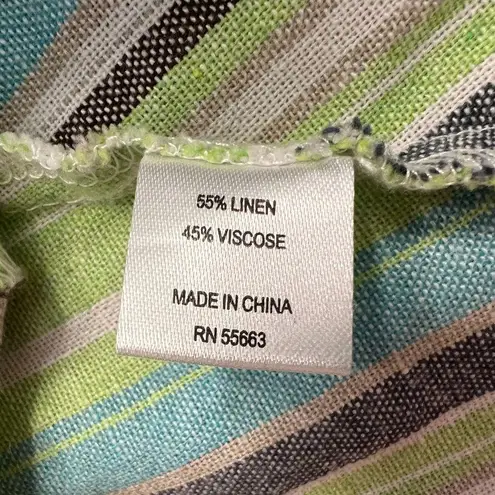 55% LINEN
45% VISCOSE
MADE IN CHINA
RN 55663